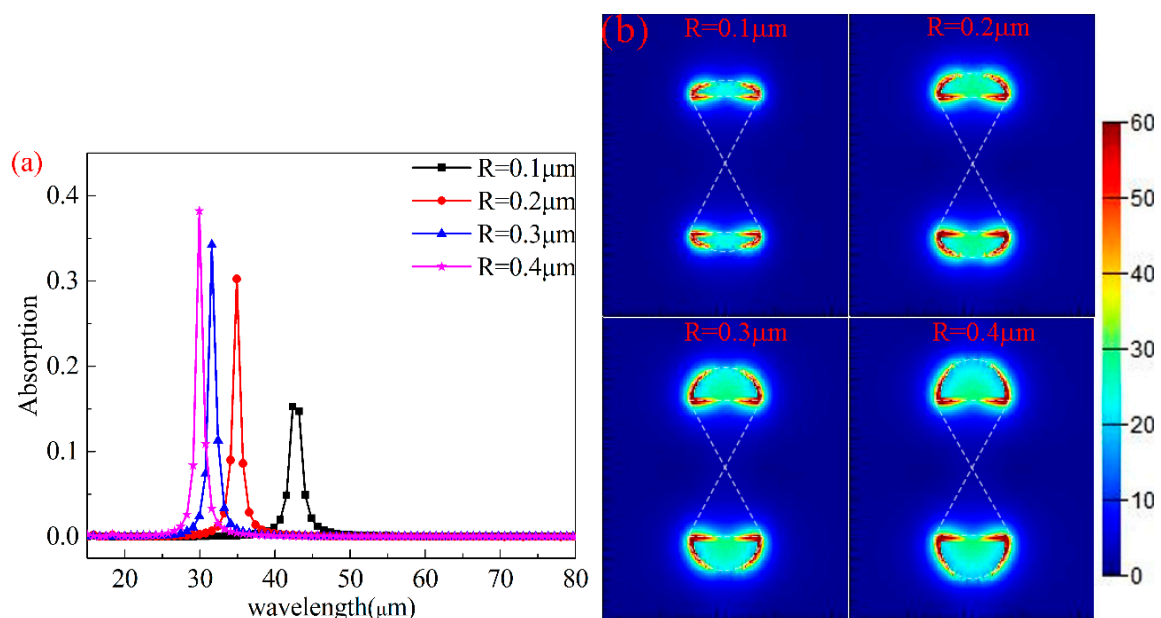 (a)
Absorption
0.4
0.3
0.2
0.1
0.0
20 30 40 50 60 70 80
wavelength(μm)
R=0.1μm
R=0.2μm
R=0.3μm
R=0.4μm
(b)
R=0.1μm
R=0.2μm
R=0.3μm
R=0.4μm
60
50
40
30
20
10
0